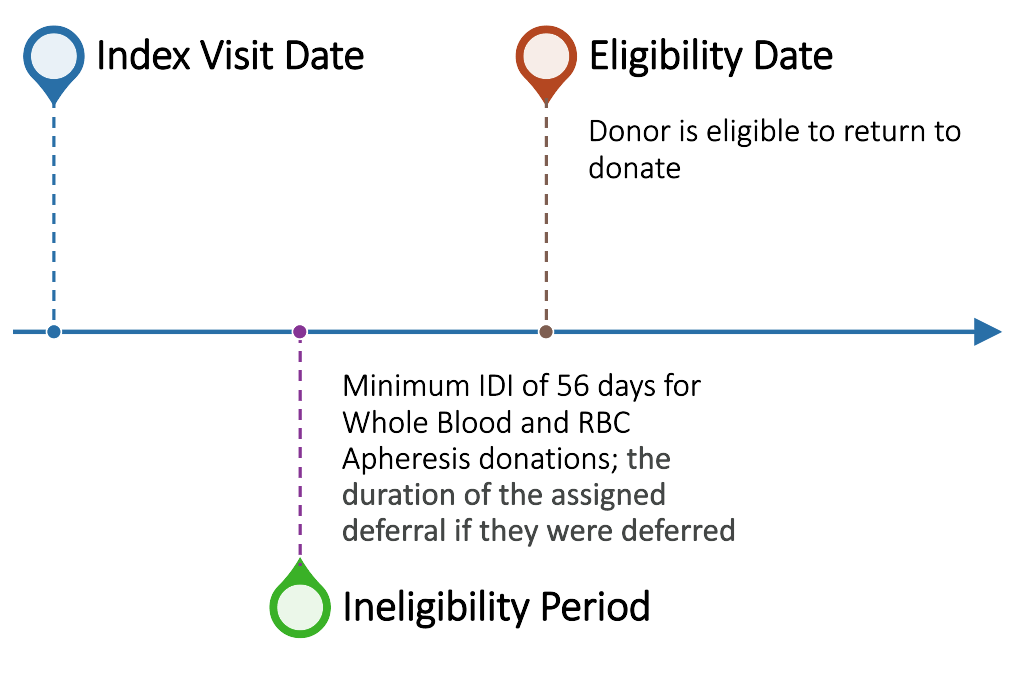 Index Visit Date
Eligibility Date
Donor is eligible to return to
donate
Minimum IDI of 56 days for
Whole Blood and RBC
Apheresis donations; the
duration of the assigned
deferral if they were deferred
Ineligibility Period